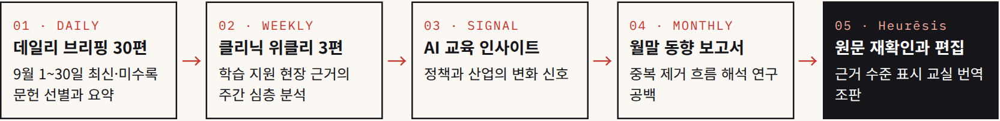 01 · DAILY
데일리 브리핑 30편
9월 1~30일 최신·미수록
문헌 선별과 요약
→
02 · WEEKLY
클리닉 위클리 3편
학습 지원 현장 근거의
주간 심층 분석
→
03 · SIGNAL
AI 교육 인사이트
정책과 산업의 변화 신호
→
04 · MONTHLY
월말 동향 보고서
중복 제거 흐름 해석 연구
공백
→
05 · Heurēsis
원문 재확인과 편집
근거 수준 표시 교실 번역
조판